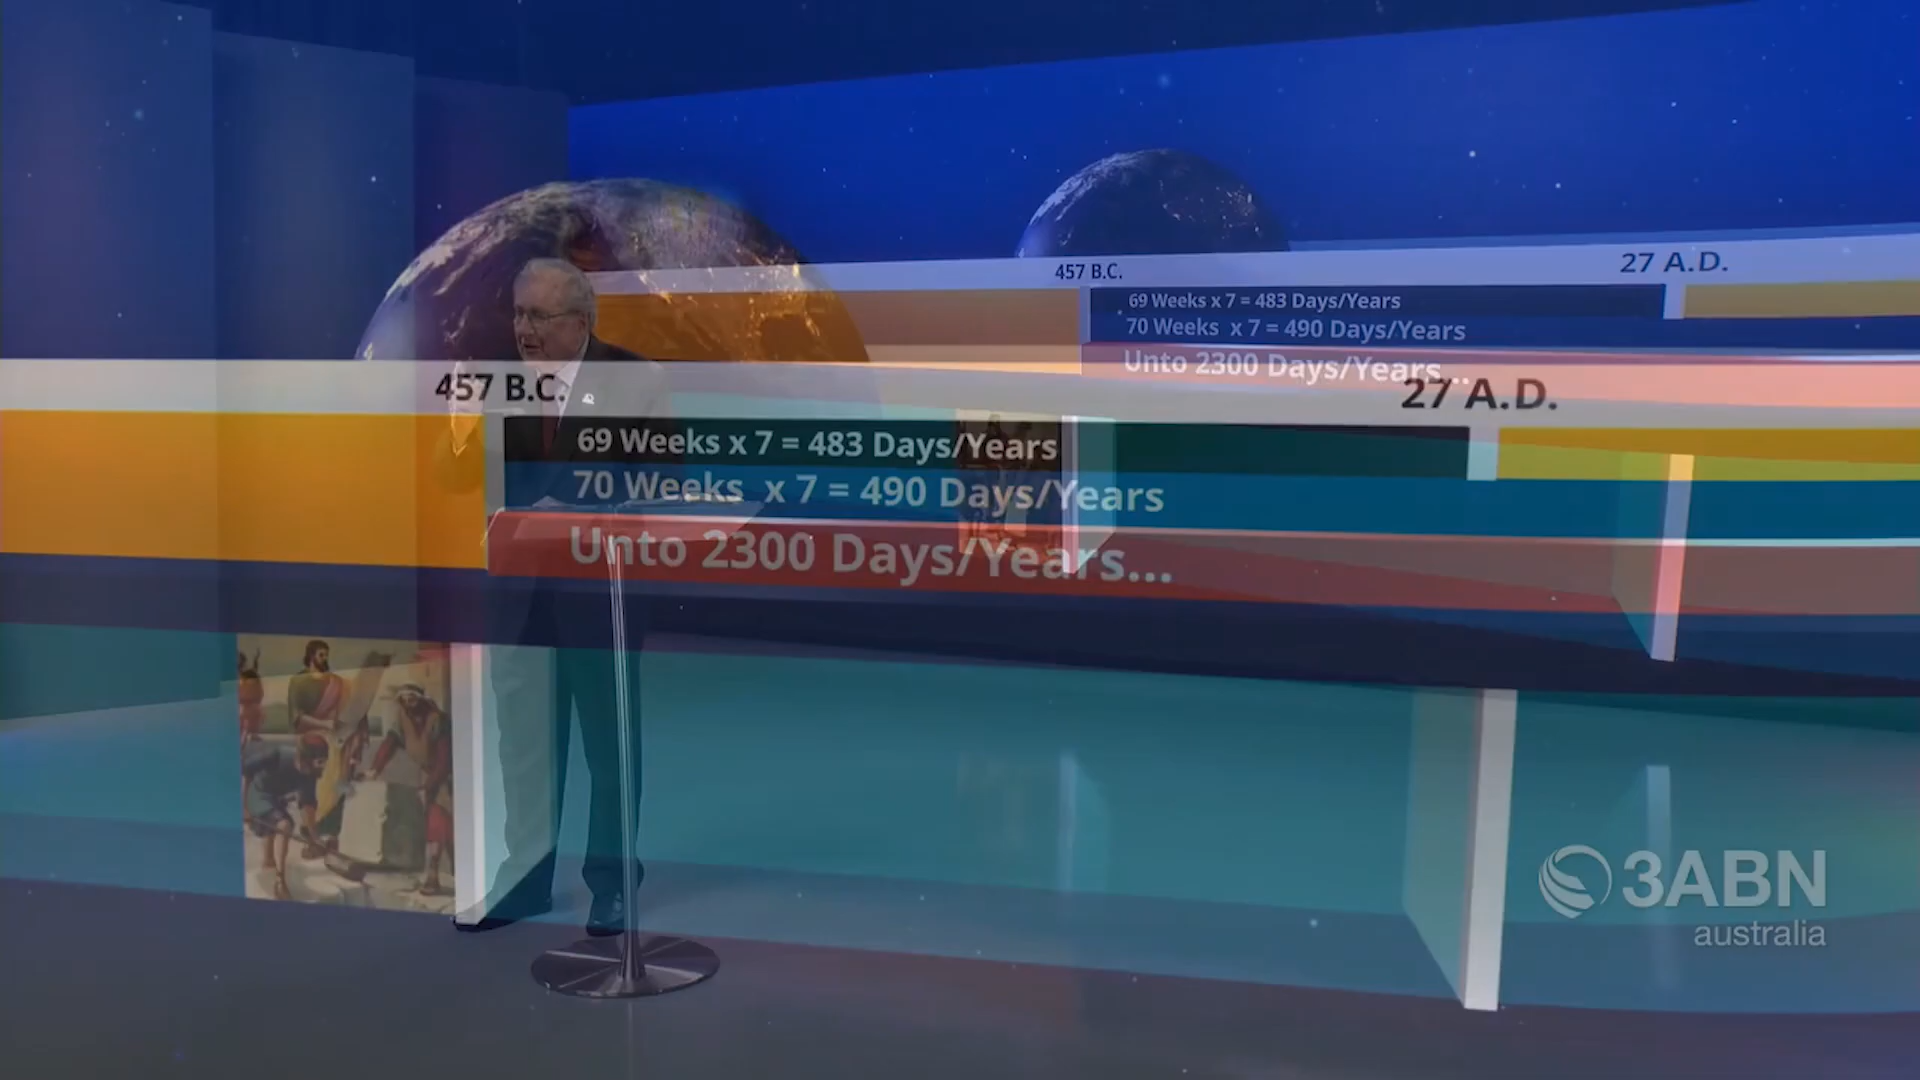 457 B.C.
27 A.D.
69 Weeks x 7 = 483 Days/Years
70 Weeks x 7 = 490 Days/Years
Unto 2300 Days/Years...
457 B.C.
27 A.D.
69 Weeks x 7 = 483 Days/Years
70 Weeks x 7 = 490 Days/Years
Unto 2300 Days/Years...
3ABN
australia